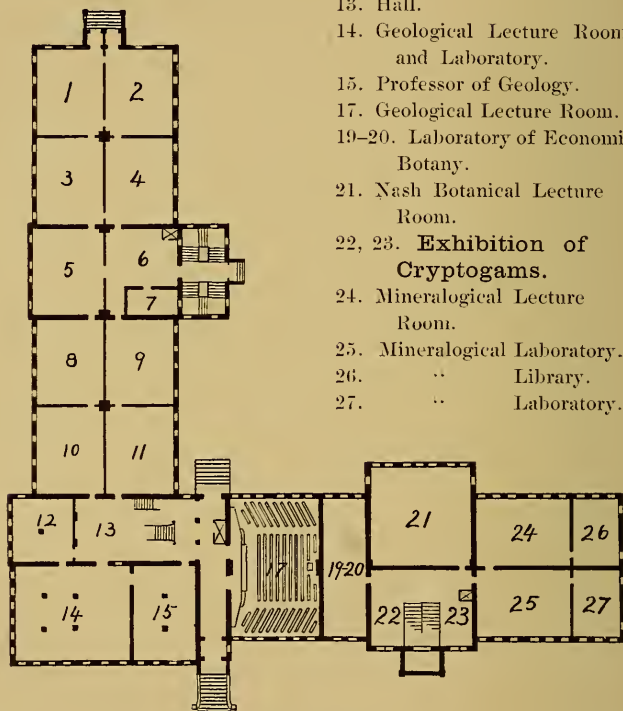 13. Hall.
14. Geological Lecture Room
and Laboratory.
15. Professor of Geology.
17. Geological Lecture Room.
19–20. Laboratory of Economi
Botany.
21. Nash Botanical Lecture
Room.
22, 23. Exhibition of
Cryptogams.
24. Mineralogical Lecture
Room.
25. Mineralogical Laboratory.
26. " Library.
27. " Laboratory.
1 2
3 4
5 6
7
8 9
10 11
12 13
14 15
17 19-20
21
22 23
24 26
25 27